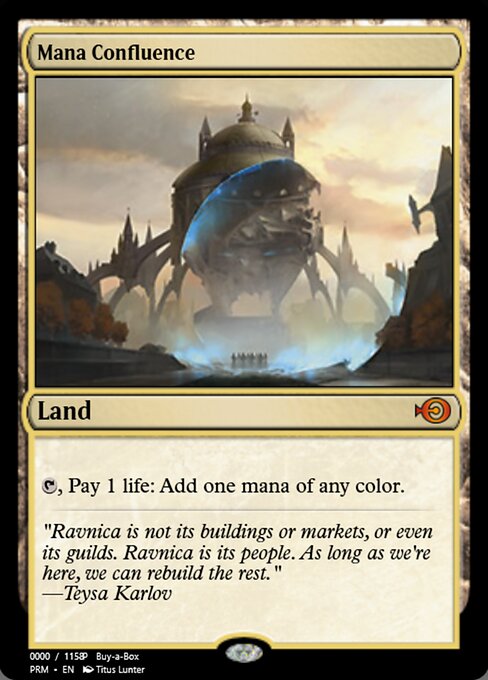 Mana Confluence
Land
, Pay 1 life: Add one mana of any color.
"Ravnica is not its buildings or markets, or even
its guilds. Ravnica is its people. As long as we're
here, we can rebuild the rest."
—Teysa Karlov
0000 / 1158P Buy-a-Box
PRM • EN Titus Lunter